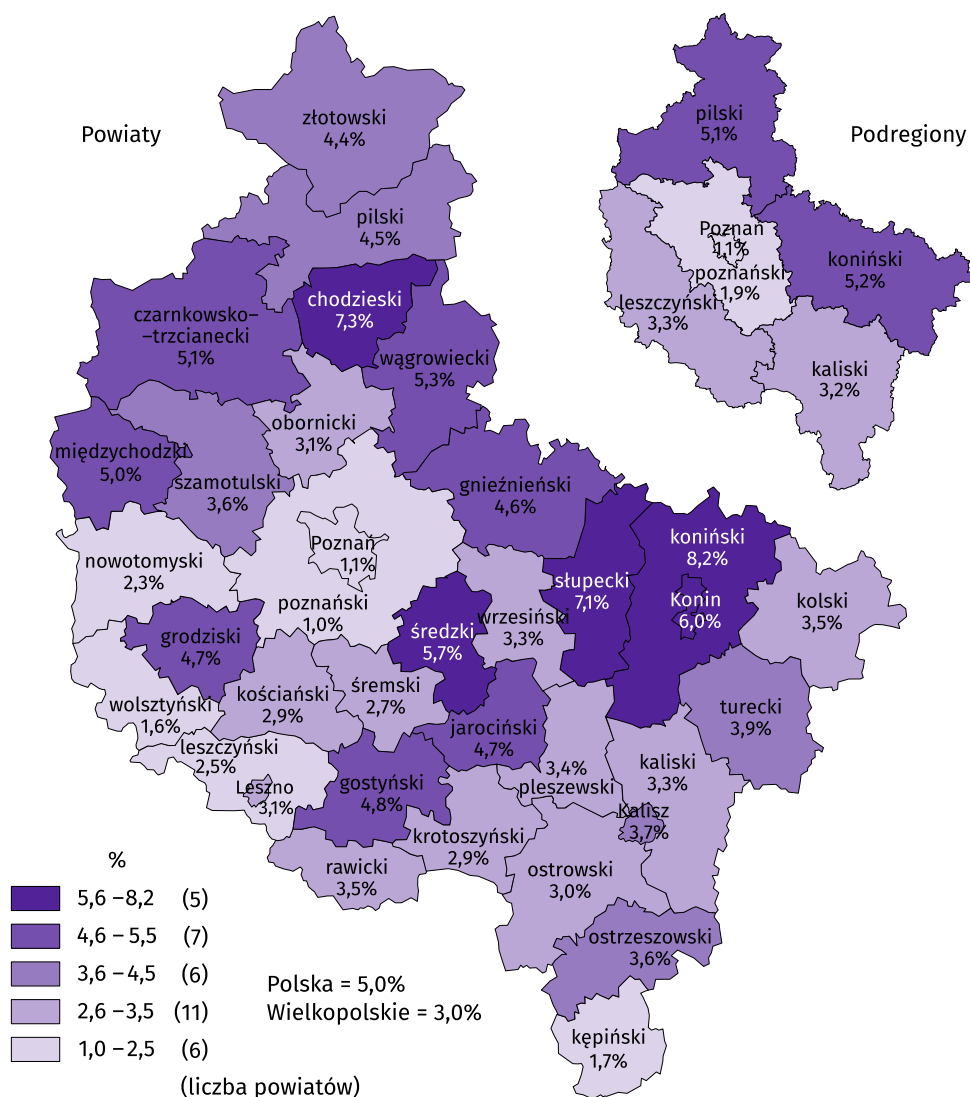 Powiaty
złotowski
4,4%
pilski
4,5%
chodzieski
7,3%
czarnkowsko–
–trzcianecki
5,1%
wągrowiecki
5,3%
obornicki
3,1%
międzychodzki
5,0%
szamotulski
3,6%
gnieźnieński
4,6%
Poznań
1,1%
nowotomyski
2,3%
poznański
1,0%
koniński
8,2%
słupecki
7,1%
Konin
6,0%
kolski
3,5%
wrzesiński
3,3%
średzki
5,7%
grodziski
4,7%
kościański
2,9%
śremski
2,7%
wolsztyński
1,6%
turecki
3,9%
jarociński
4,7%
leszczyński
2,5%
Leszno
3,1%
gostyński
4,8%
3,4%
pleszewski
kaliski
3,3%
Kalisz
3,7%
krotoszyński
2,9%
rawicki
3,5%
ostrowski
3,0%
ostrzeszowski
3,6%
kępiński
1,7%
Podregiony
pilski
5,1%
Poznań
1,1%
poznański
1,9%
koniński
5,2%
leszczyński
3,3%
kaliski
3,2%
%
5,6 –8,2 (5)
4,6 – 5,5 (7)
3,6 – 4,5 (6)
2,6 –3,5 (11)
1,0 –2,5 (6)
(liczba powiatów)
Polska = 5,0%
Wielkopolskie = 3,0%